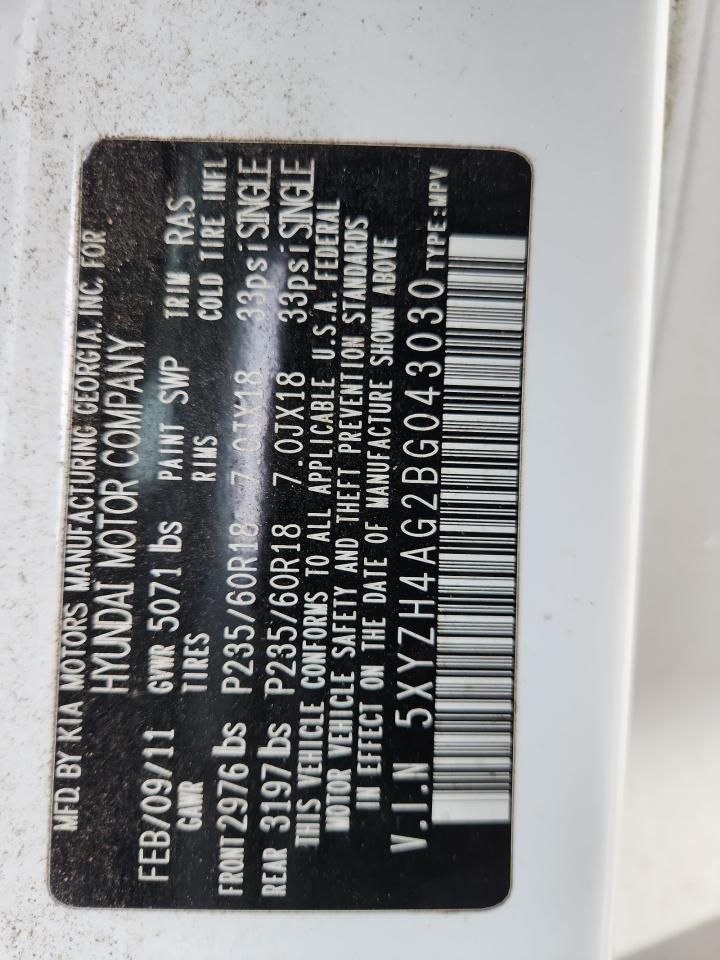 MFD BY KIA MOTORS MANUFACTURING GEORGIA, INC. FOR
HYUNDAI MOTOR COMPANY
FEB/09/11 GVWR 5071 lbs PAINT SWP TRIM RAS
GAWR TIRES RIMS COLD TIRE INFL
FRONT 2976 lbs P235/60R18 7.0JX18 33psi SINGLE
REAR 3197 lbs P235/60R18 7.0JX18 33psi SINGLE
THIS VEHICLE CONFORMS TO ALL APPLICABLE U.S.A. FEDERAL
MOTOR VEHICLE SAFETY AND THEFT PREVENTION STANDARDS
IN EFFECT ON THE DATE OF MANUFACTURE SHOWN ABOVE
V.I.N 5XYZH4AG2BG043030 TYPE:MPV